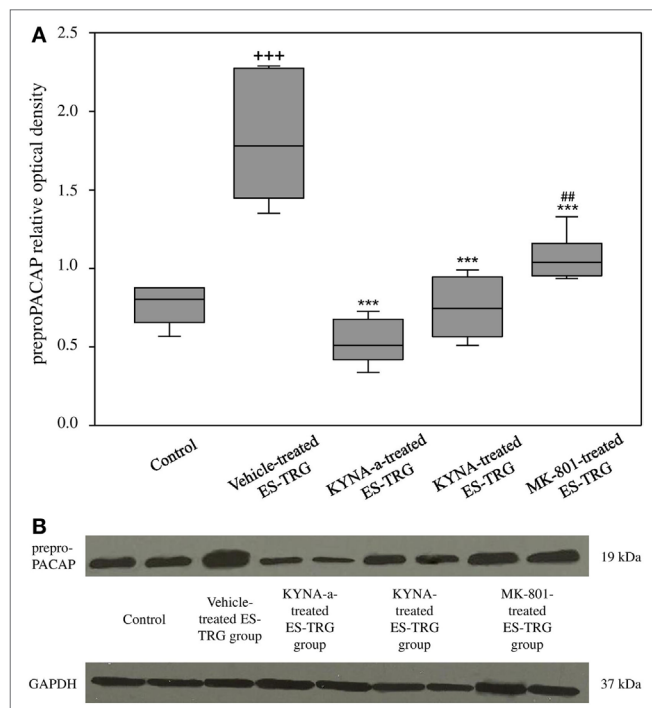 A
preproPACAP relative optical density
2.5
2.0
1.5
1.0
0.5
0.0
+++
***
***
##
***
Control
Vehicle-treated
ES-TRG
KYNA-a-treated
ES-TRG
KYNA-treated
ES-TRG
MK-801-treated
ES-TRG
B
prepro-
PACAP
19 kDa
Control
Vehicle-
treated ES-
TRG group
KYNA-a-
treated
ES-TRG
group
KYNA-
treated
ES-TRG
group
MK-801-
treated
ES-TRG
group
GAPDH
37 kDa